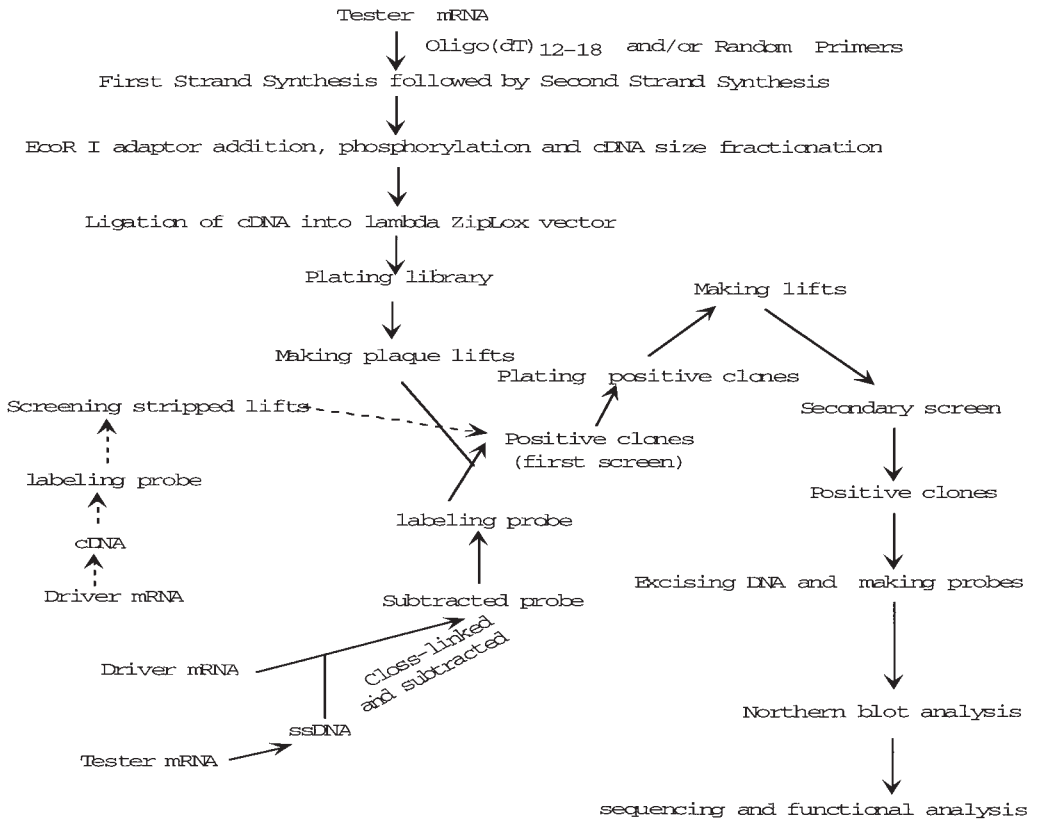 Tester mRNA
Oligo(dT)12-18 and/or Random Primers
First Strand Synthesis followed by Second Strand Synthesis
EcoR I adaptor addition, phosphorylation and cDNA size fractionation
Ligation of cDNA into lambda ZipLox vector
Plating library
Making lifts
Making plaque lifts
Plating positive clones
Screening stripped lifts
Secondary screen
Positive clones
(first screen)
labeling probe
Positive clones
labeling probe
cDNA
Excising DNA and making probes
Driver mRNA
Subtracted probe
Closs-linked
and subtracted
Driver mRNA
Northern blot analysis
ssDNA
Tester mRNA
sequencing and functional analysis